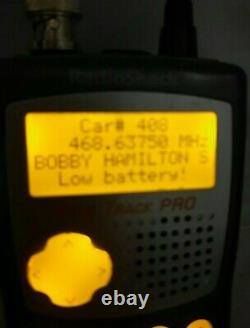 RadioShack
Car# 408
468.63750 MHz
BOBBY HAMILTON S
Low battery!
TRACK PRO